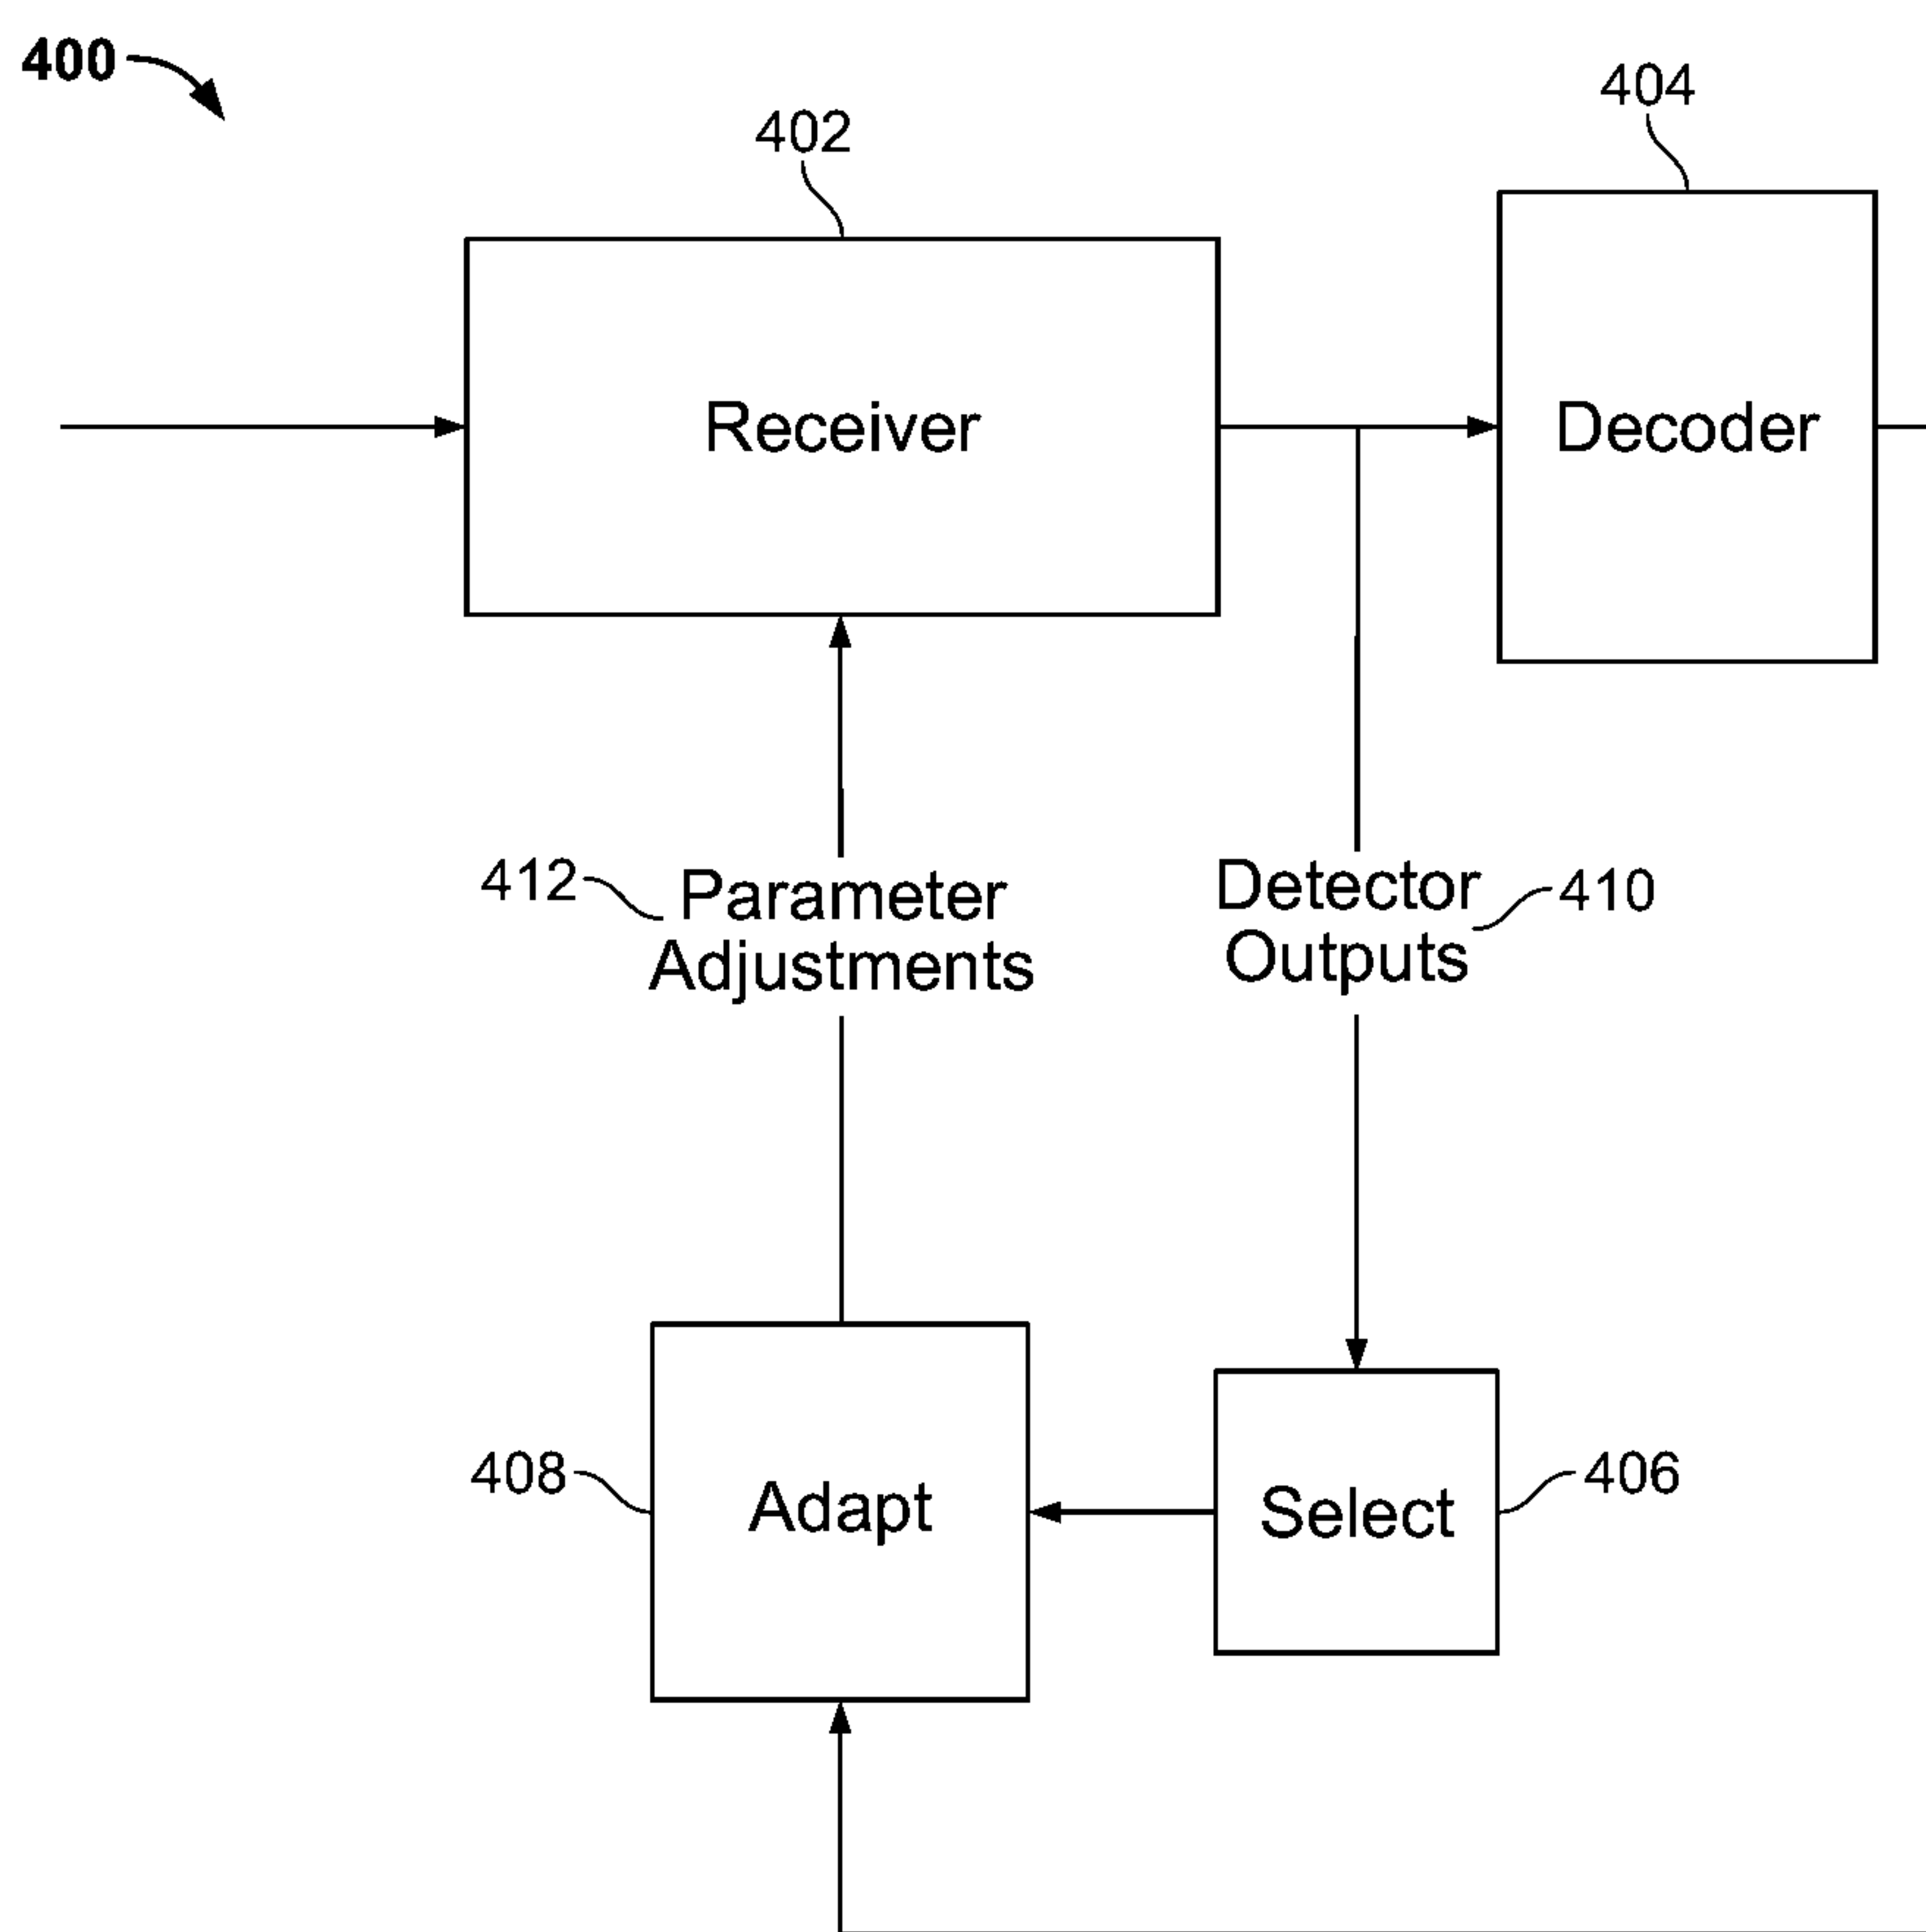 400
402
404
Receiver
Decoder
412
Parameter
Adjustments
Detector
Outputs
410
408
Adapt
Select
406